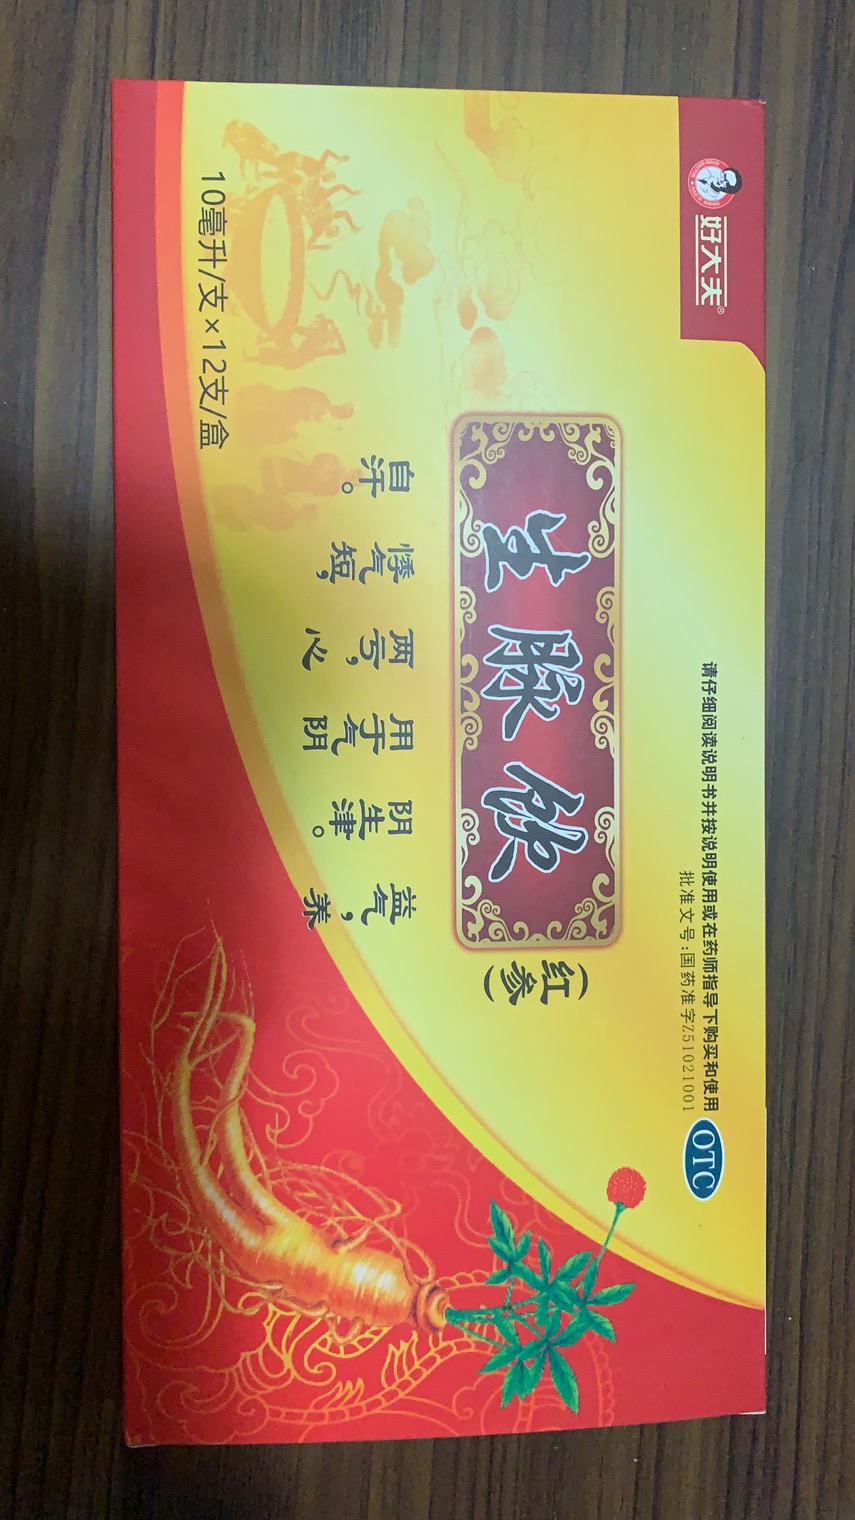 好大夫®
请仔细阅读说明书并按说明使用或在药师指导下购买和使用
批准文号:国药准字Z51021001
OTC
生脉饮
(红参)
益气,养
阴生津。
用于气阴
两亏,心
悸气短,
自汗。
10毫升/支×12支/盒